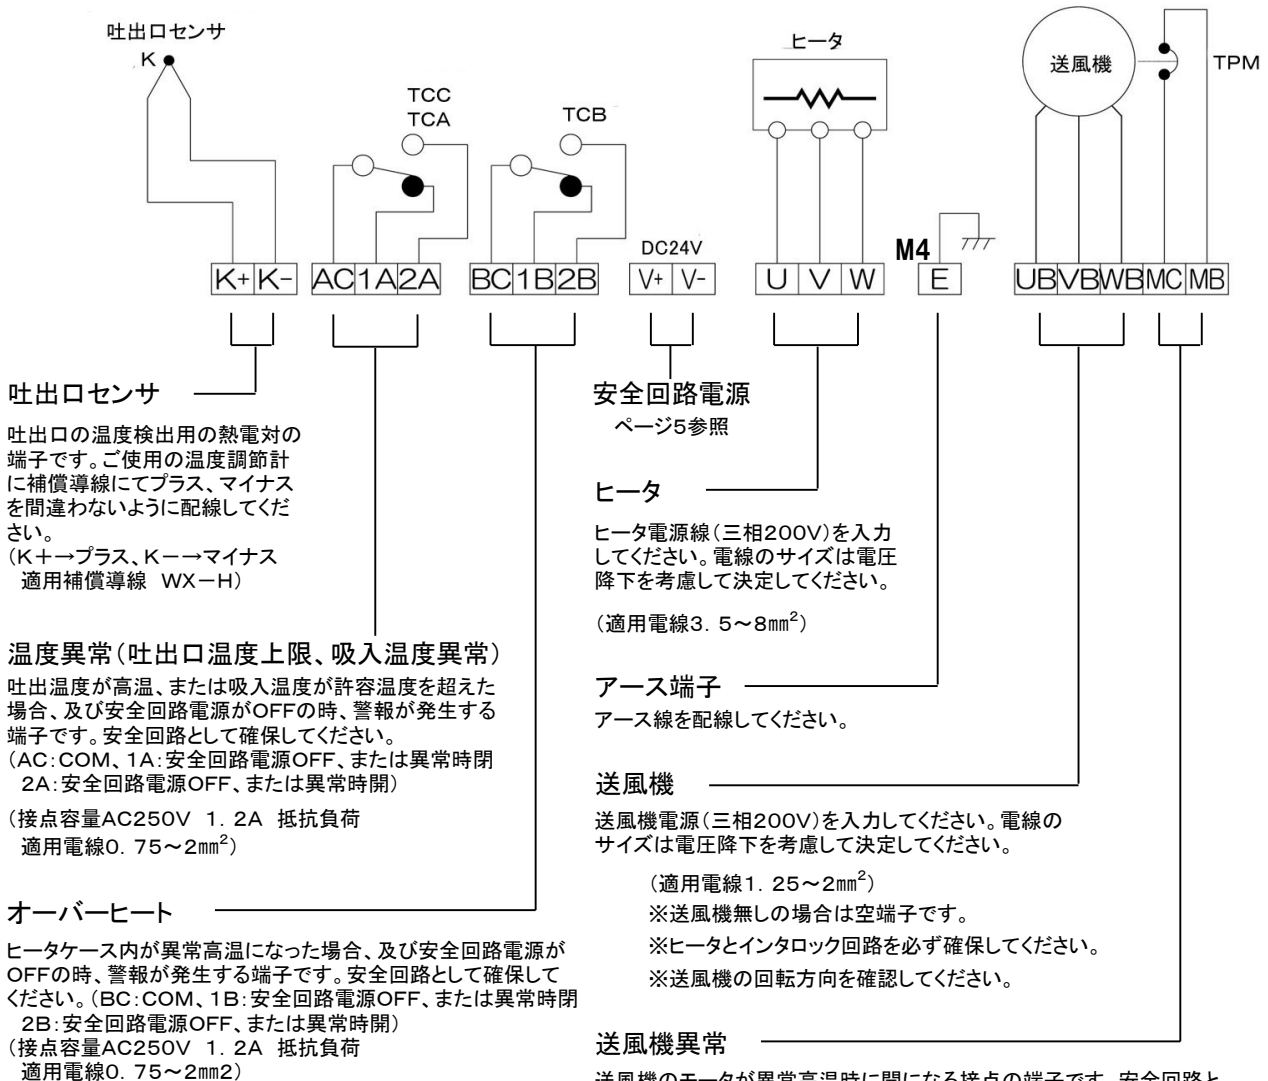 吐出口センサ
K
TCC
TCA
TCB
ヒータ
送風機
TPM
DC24V
M4
K+ K-
AC 1A 2A
BC 1B 2B
V+ V-
U V W
E
UB VB WB MC MB
吐出口センサ
吐出口の温度検出用の熱電対の
端子です。ご使用の温度調節計
に補償導線にてプラス、マイナス
を間違わないように配線してくだ
さい。
(K+→プラス、K-→マイナス
適用補償導線 WX-H)
温度異常(吐出口温度上限、吸入温度異常)
吐出温度が高温、または吸入温度が許容温度を超えた
場合、及び安全回路電源がOFFの時、警報が発生する
端子です。安全回路として確保してください。
(AC:COM、1A:安全回路電源OFF、または異常時閉
2A:安全回路電源OFF、または異常時開)
(接点容量AC250V 1.2A 抵抗負荷
適用電線0.75~2㎜²)
オーバーヒート
ヒータケース内が異常高温になった場合、及び安全回路電源が
OFFの時、警報が発生する端子です。安全回路として確保して
ください。(BC:COM、1B:安全回路電源OFF、または異常時閉
2B:安全回路電源OFF、または異常時開)
(接点容量AC250V 1.2A 抵抗負荷
適用電線0.75~2mm2)
安全回路電源
ページ5参照
ヒータ
ヒータ電源線(三相200V)を入力
してください。電線のサイズは電圧
降下を考慮して決定してください。
(適用電線3.5~8㎜²)
アース端子
アース線を配線してください。
送風機
送風機電源(三相200V)を入力してください。電線の
サイズは電圧降下を考慮して決定してください。
(適用電線1.25~2㎜²)
※送風機無しの場合は空端子です。
※ヒータとインタロック回路を必ず確保してください。
※送風機の回転方向を確認してください。
送風機異常
送風機のモータが異常高温時に開になる接点の端子です。安全回路と